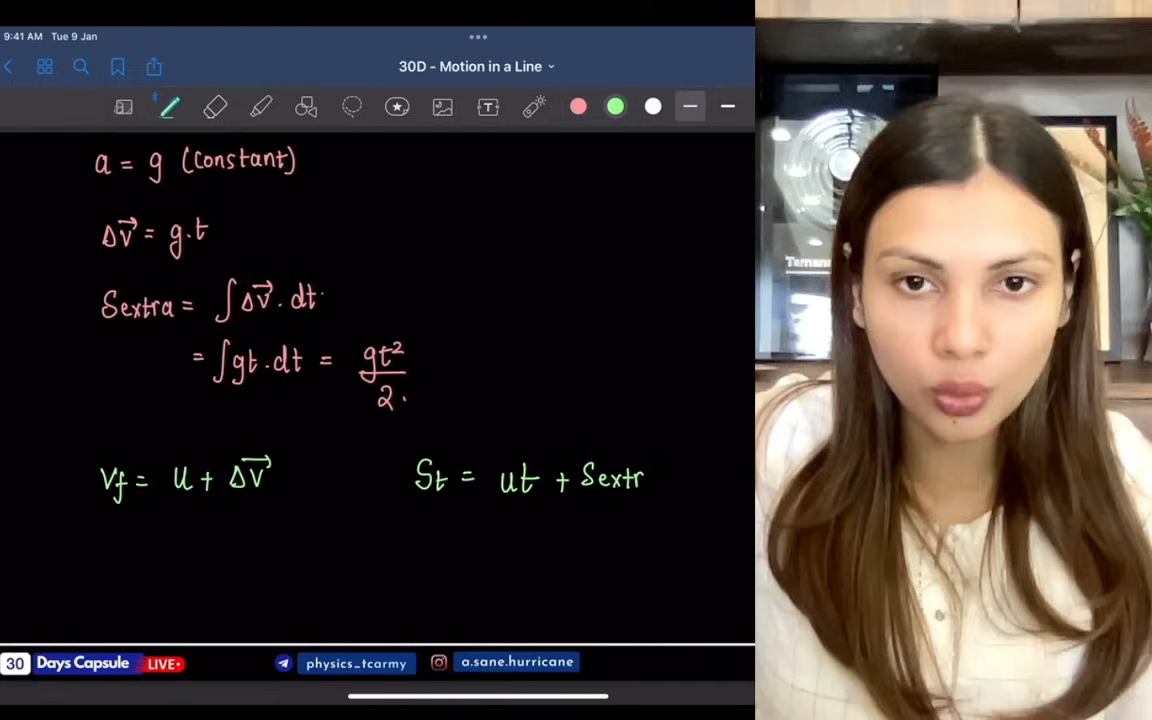 9:41 AM Tue 9 Jan
30D - Motion in a Line
T
a = g (Constant)
Δv⃗ = g.t
Sextra = ∫Δv⃗ . dt.
= ∫gt.dt = gt²/2.
Vf = u + Δv⃗
St = ut + Sextr
30 Days Capsule LIVE
physics_tcarmy
a.sane.hurricane